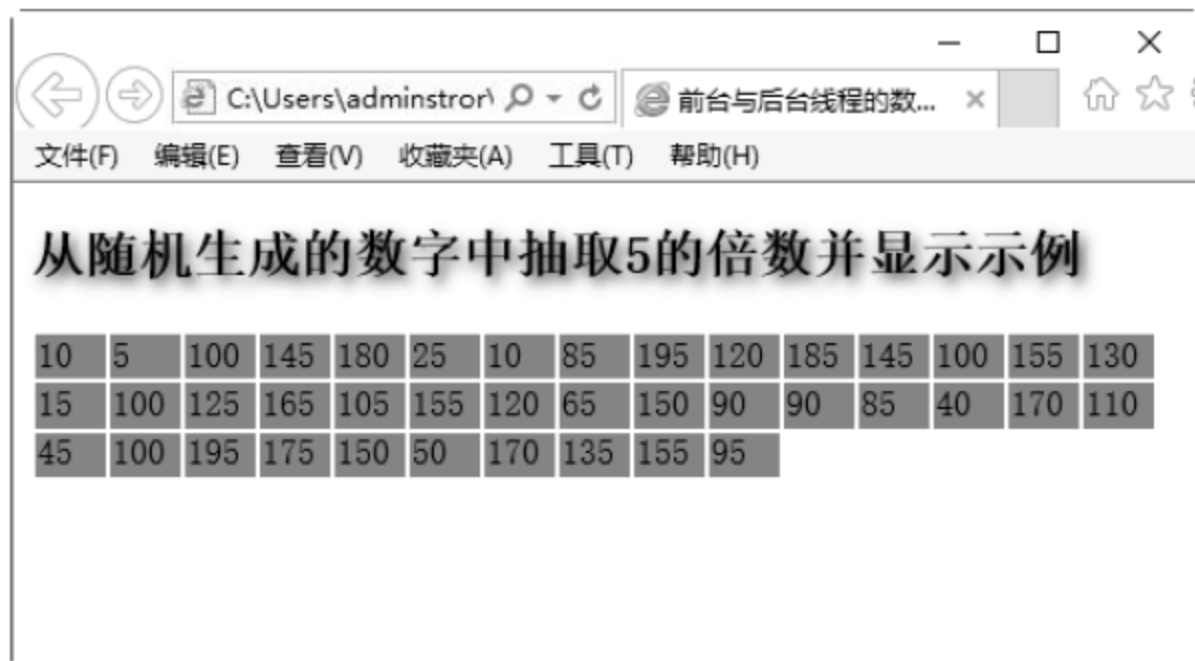 C:\Users\adminstror\
前台与后台线程的数...
文件(F) 编辑(E) 查看(V) 收藏夹(A) 工具(T) 帮助(H)
从随机生成的数字中抽取5的倍数并显示示例
10 5 100 145 180 25 10 85 195 120 185 145 100 155 130
15 100 125 165 105 155 120 65 150 90 90 85 40 170 110
45 100 195 175 150 50 170 135 155 95